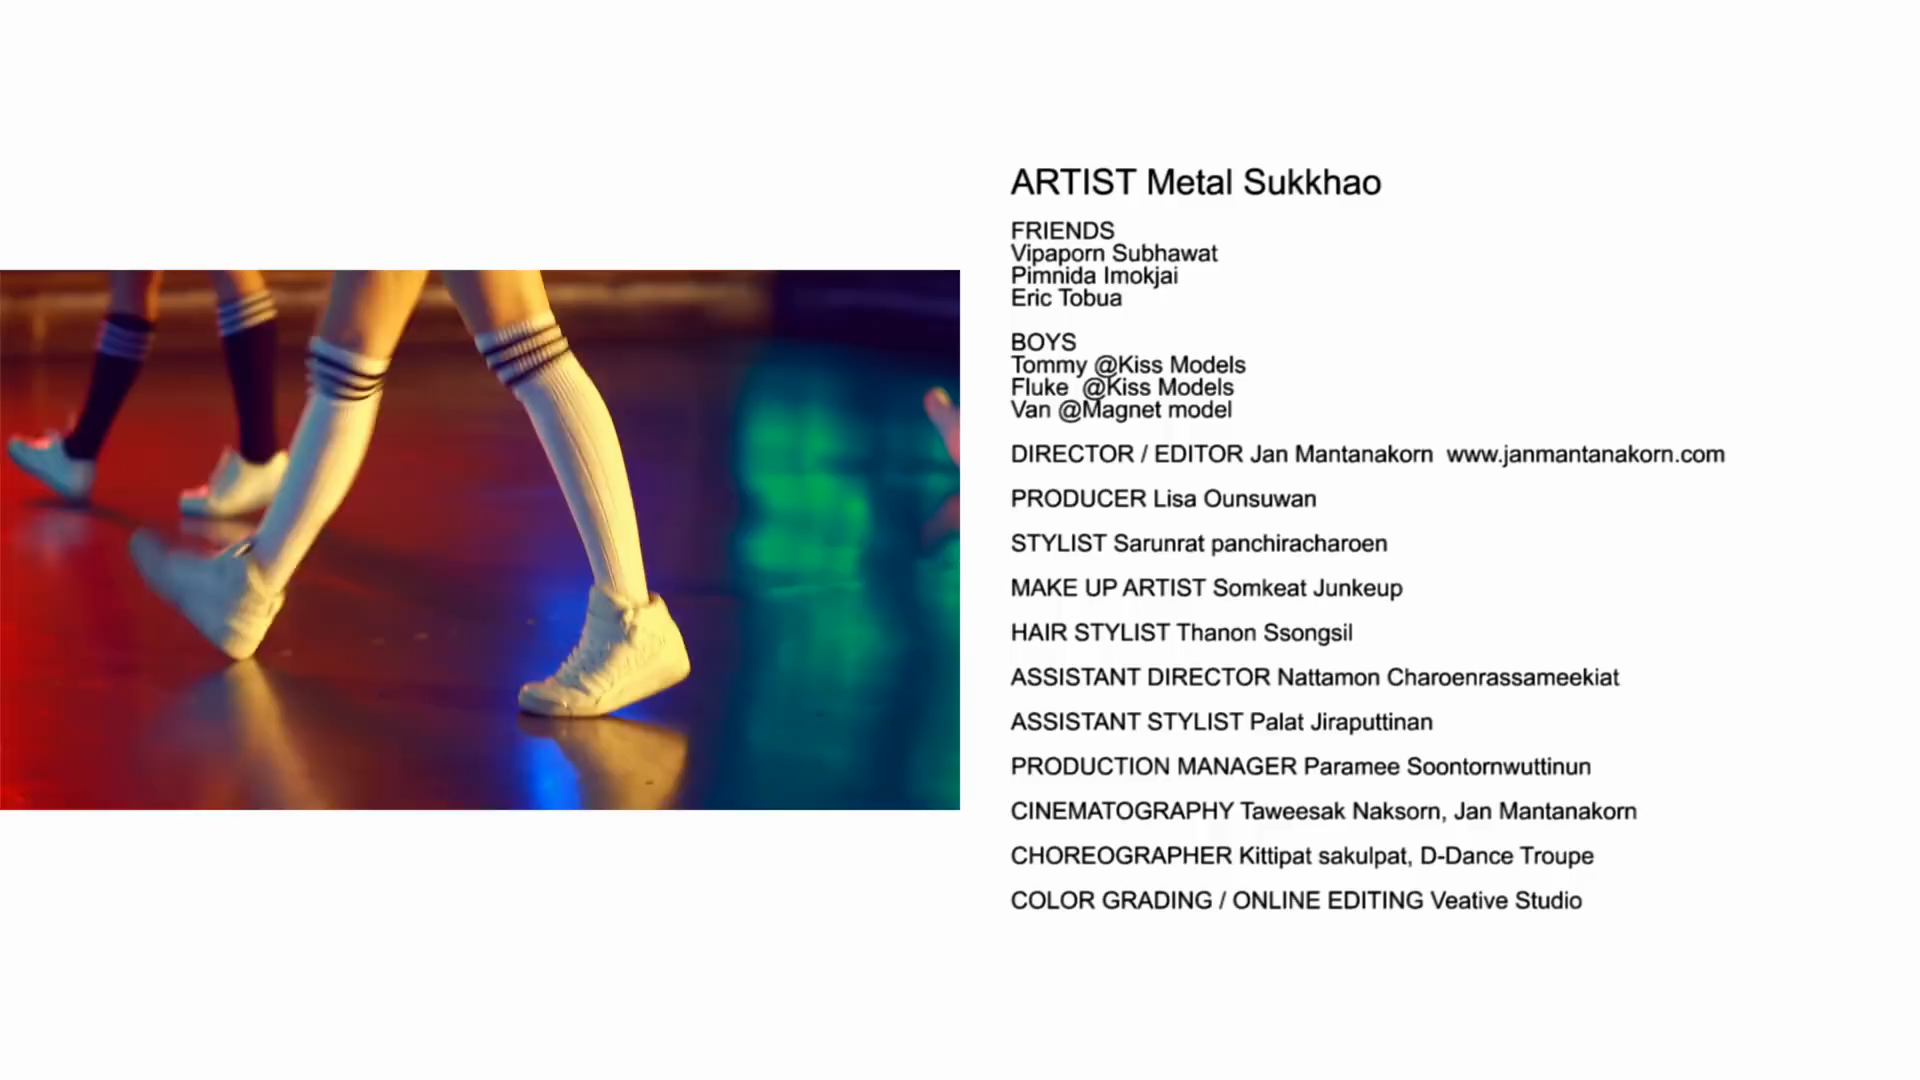 ARTIST Metal Sukkhao
FRIENDS
Vipaporn Subhawat
Pimnida Imokjai
Eric Tobua
BOYS
Tommy @Kiss Models
Fluke @Kiss Models
Van @Magnet model
DIRECTOR / EDITOR Jan Mantanakorn www.janmantanakorn.com
PRODUCER Lisa Ounsuwan
STYLIST Sarunrat panchiracharoen
MAKE UP ARTIST Somkeat Junkeup
HAIR STYLIST Thanon Ssongsil
ASSISTANT DIRECTOR Nattamon Charoenrassameekiat
ASSISTANT STYLIST Palat Jiraputtinan
PRODUCTION MANAGER Paramee Soontornwuttinun
CINEMATOGRAPHY Taweesak Naksorn, Jan Mantanakorn
CHOREOGRAPHER Kittipat sakulpat, D-Dance Troupe
COLOR GRADING / ONLINE EDITING Veative Studio